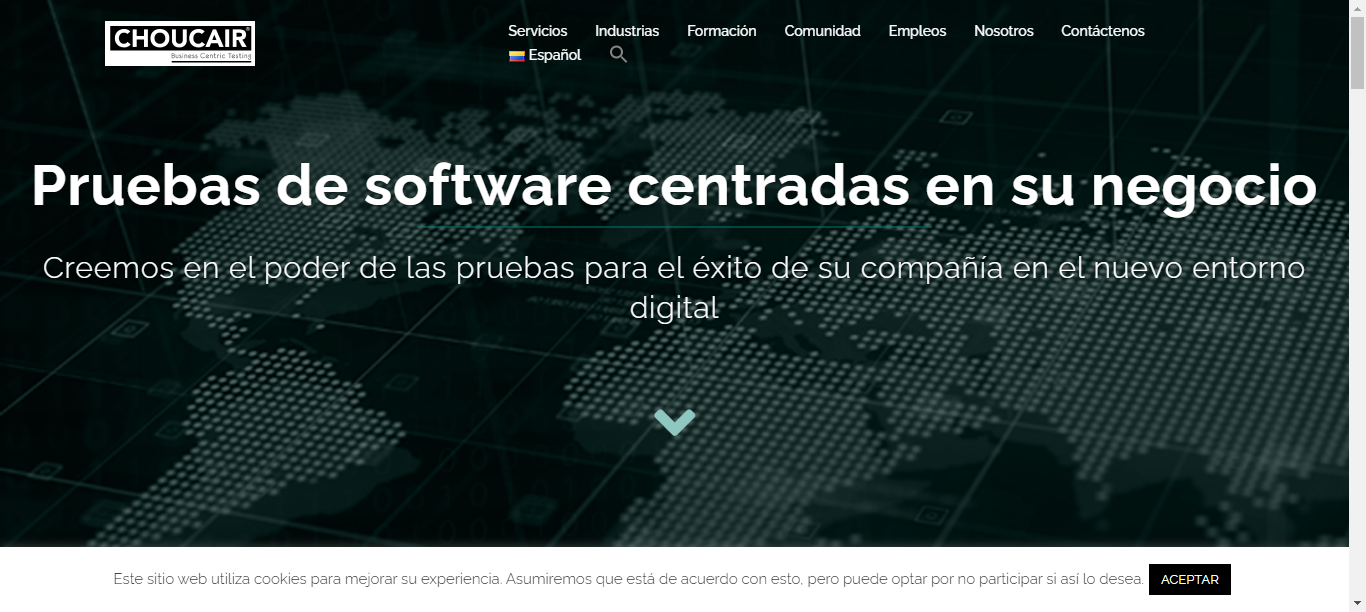 CHOUCAIR®
Business Centric Testing
Servicios Industrias Formación Comunidad Empleos Nosotros Contáctenos
Español
Pruebas de software centradas en su negocio
Creemos en el poder de las pruebas para el éxito de su compañía en el nuevo entorno
digital
Este sitio web utiliza cookies para mejorar su experiencia. Asumiremos que está de acuerdo con esto, pero puede optar por no participar si así lo desea. ACEPTAR